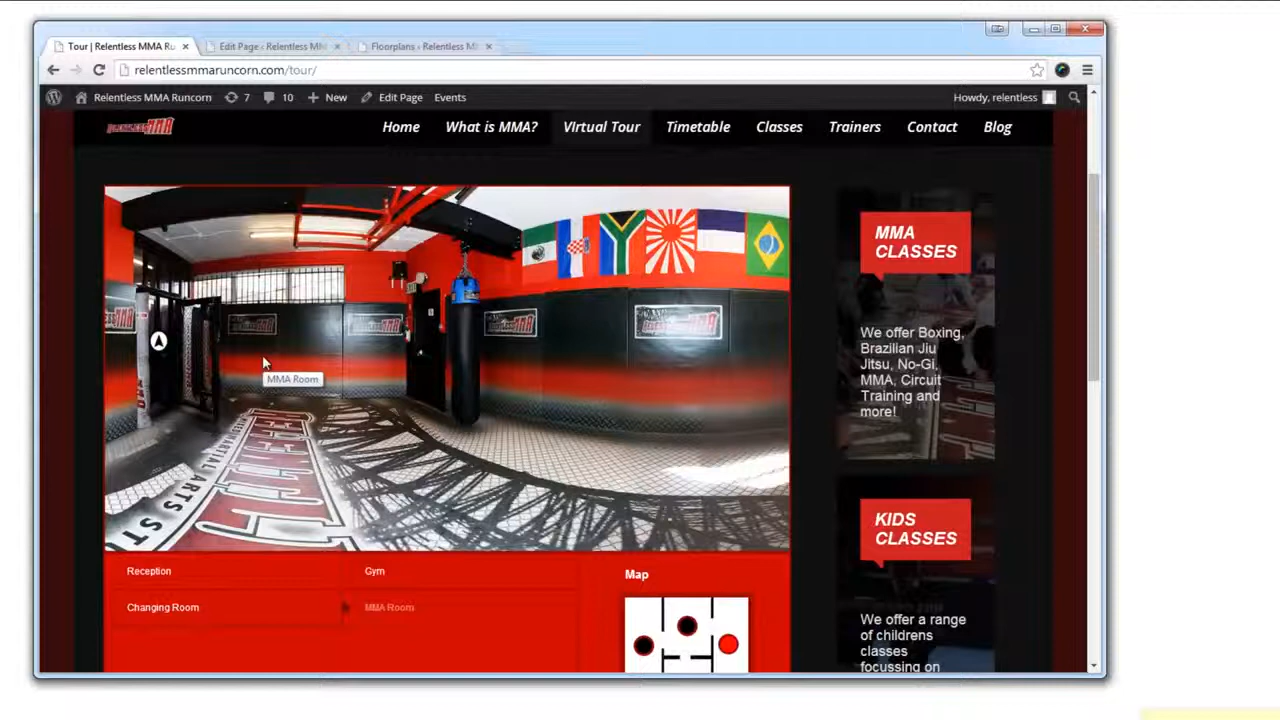 Tour | Relentless MMA Ru
Edit Page ‹ Relentless MM
Floorplans ‹ Relentless M
relentlessmmaruncorn.com/tour/
Relentless MMA Runcorn 7 10 New Edit Page Events Howdy, relentless
Home What is MMA? Virtual Tour Timetable Classes Trainers Contact Blog
MMA Room
Reception
Gym
Changing Room
MMA Room
Map
MMA
CLASSES
We offer Boxing,
Brazilian Jiu
Jitsu, No-Gi,
MMA, Circuit
Training and
more!
KIDS
CLASSES
We offer a range
of childrens
classes
focussing on